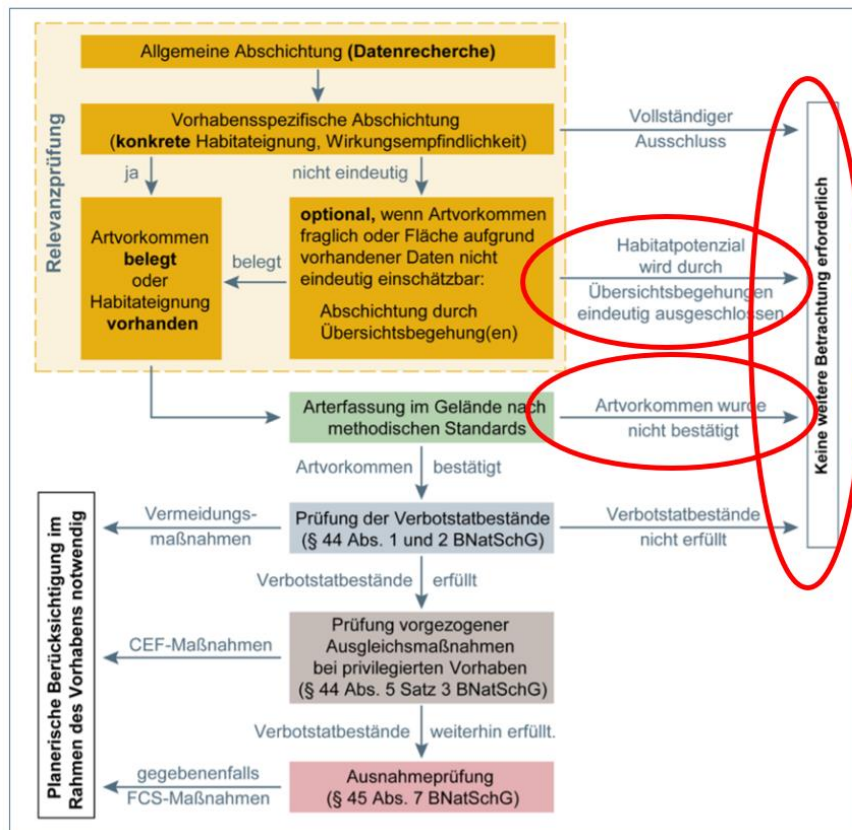 Relevanzprüfung
Allgemeine Abschichtung (Datenrecherche)
Vorhabensspezifische Abschichtung
(konkrete Habitateignung, Wirkungsempfindlichkeit)
Vollständiger
Ausschluss
ja
nicht eindeutig
Artvorkommen
belegt
oder
Habitateignung
vorhanden
belegt
optional, wenn Artvorkommen
fraglich oder Fläche aufgrund
vorhandener Daten nicht
eindeutig einschätzbar:
Abschichtung durch
Übersichtsbegehung(en)
Habitatpotenzial
wird durch
Übersichtsbegehungen
eindeutig ausgeschlossen
Keine weitere Betrachtung erforderlich
Arterfassung im Gelände nach
methodischen Standards
Artvorkommen wurde
nicht bestätigt
Artvorkommen bestätigt
Planerische Berücksichtigung im
Rahmen des Vorhabens notwendig
Vermeidungs-
maßnahmen
Prüfung der Verbotstatbestände
(§ 44 Abs. 1 und 2 BNatSchG)
Verbotstatbestände
nicht erfüllt
Verbotstatbestände erfüllt
CEF-Maßnahmen
Prüfung vorgezogener
Ausgleichsmaßnahmen
bei privilegierten Vorhaben
(§ 44 Abs. 5 Satz 3 BNatSchG)
Verbotstatbestände weiterhin erfüllt.
gegebenenfalls
FCS-Maßnahmen
Ausnahmeprüfung
(§ 45 Abs. 7 BNatSchG)